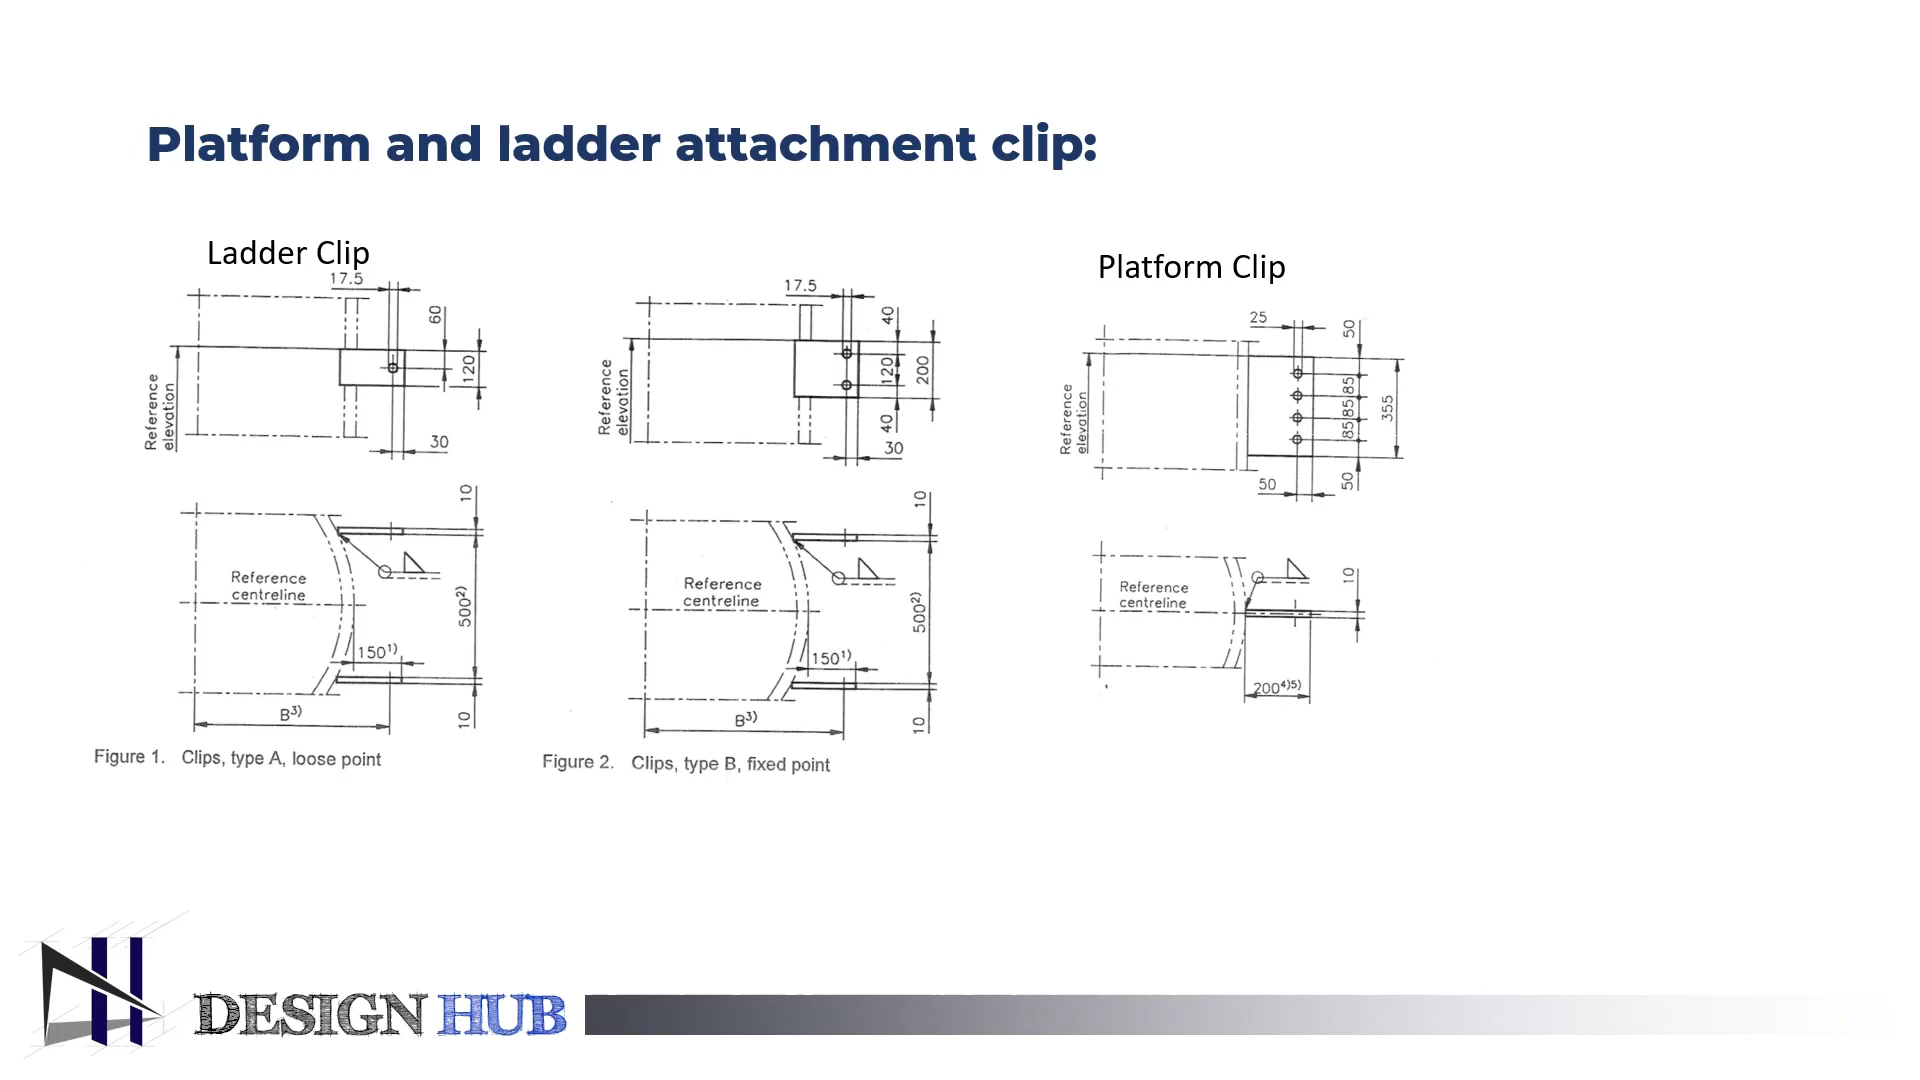 Platform and ladder attachment clip:
Ladder Clip
17.5
60
120
Reference
elevation
30
10
Reference
centreline
500²⁾
150¹⁾
B³⁾
10
Figure 1. Clips, type A, loose point
17.5
40
120
200
Reference
elevation
40
30
10
Reference
centreline
500²⁾
150¹⁾
B³⁾
10
Figure 2. Clips, type B, fixed point
Platform Clip
25
50
85
85
85
355
Reference
elevation
50
50
10
Reference
centreline
200⁴⁾⁵⁾
DESIGN HUB